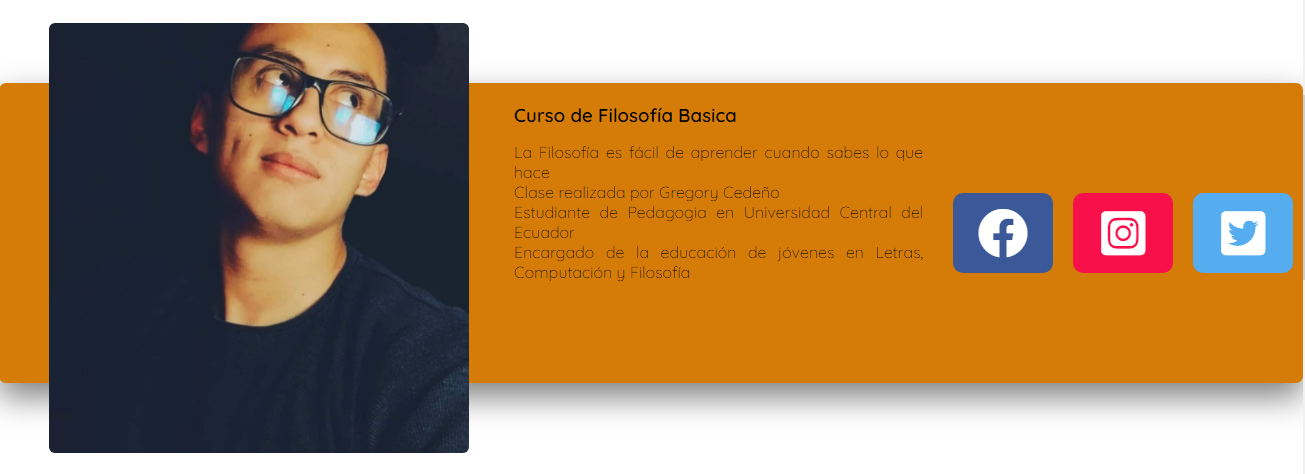 Curso de Filosofía Basica
La Filosofía es fácil de aprender cuando sabes lo que
hace
Clase realizada por Gregory Cedeño
Estudiante de Pedagogia en Universidad Central del
Ecuador
Encargado de la educación de jóvenes en Letras,
Computación y Filosofía